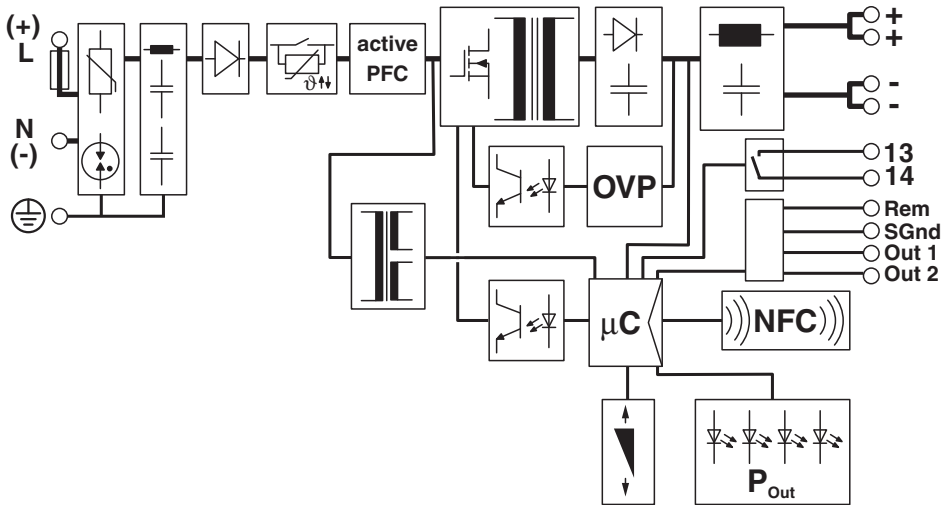 (+)
L
N
(-)
active
PFC
ϑ
+
+
-
-
13
14
OVP
Rem
SGnd
Out 1
Out 2
µC
NFC
P Out